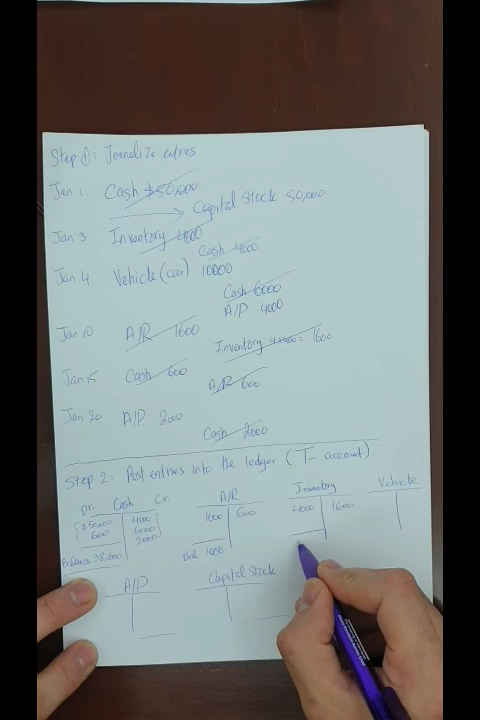 Step ①: Jornalize entries
Jan 1. Cash $50,000
Capital Stock 50,000
Jan 3 Inventory 4000
Cash 4000
Jan 4 Vehicle (car) 10000
Cash 6000
A/P 4000
Jan 10 A/R 1600
Inventory = 1600
Jan 15 Cash 600
A/R 600
Jan 20 A/P 2000
Cash 2000
Step 2: Post entries into the ledger (T-account)
Dr. Cash Cr. A/R Inventory Vehicle
$50,000 4000 1600 600 4000 1600
600 6000
2000
Balance 38,600 Bal 1000
A/P Capital Stock